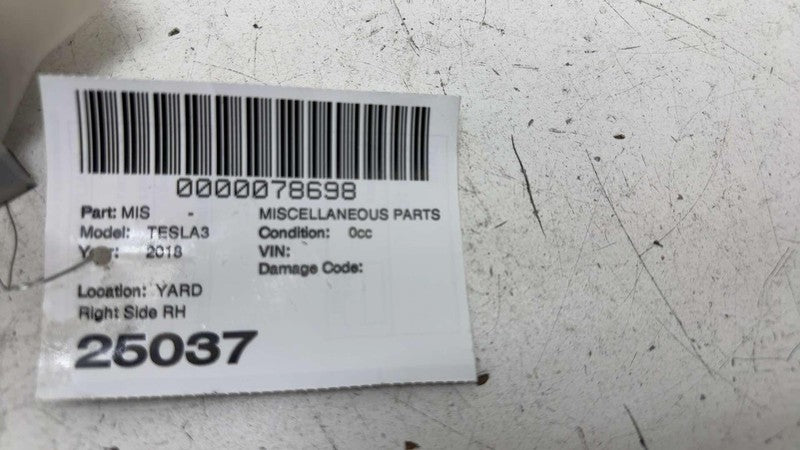 0000078698
Part: MIS - MISCELLANEOUS PARTS
Model: TESLA3 Condition: 0cc
Year: 2018 VIN:
Damage Code:
Location: YARD
Right Side RH
25037